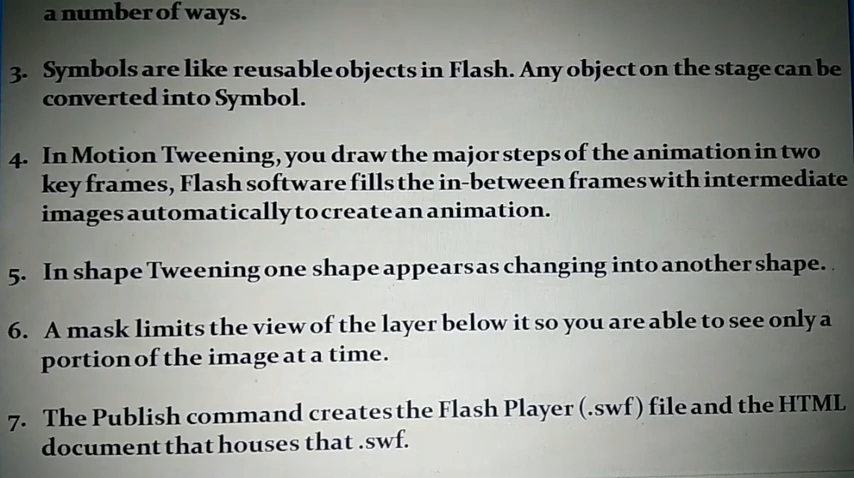 a number of ways.
3. Symbols are like reusable objects in Flash. Any object on the stage can be
converted into Symbol.
4. In Motion Tweening, you draw the major steps of the animation in two
key frames, Flash software fills the in-between frames with intermediate
images automatically to create an animation.
5. In shape Tweening one shape appears as changing into another shape. .
6. A mask limits the view of the layer below it so you are able to see only a
portion of the image at a time.
7. The Publish command creates the Flash Player (.swf) file and the HTML
document that houses that .swf.